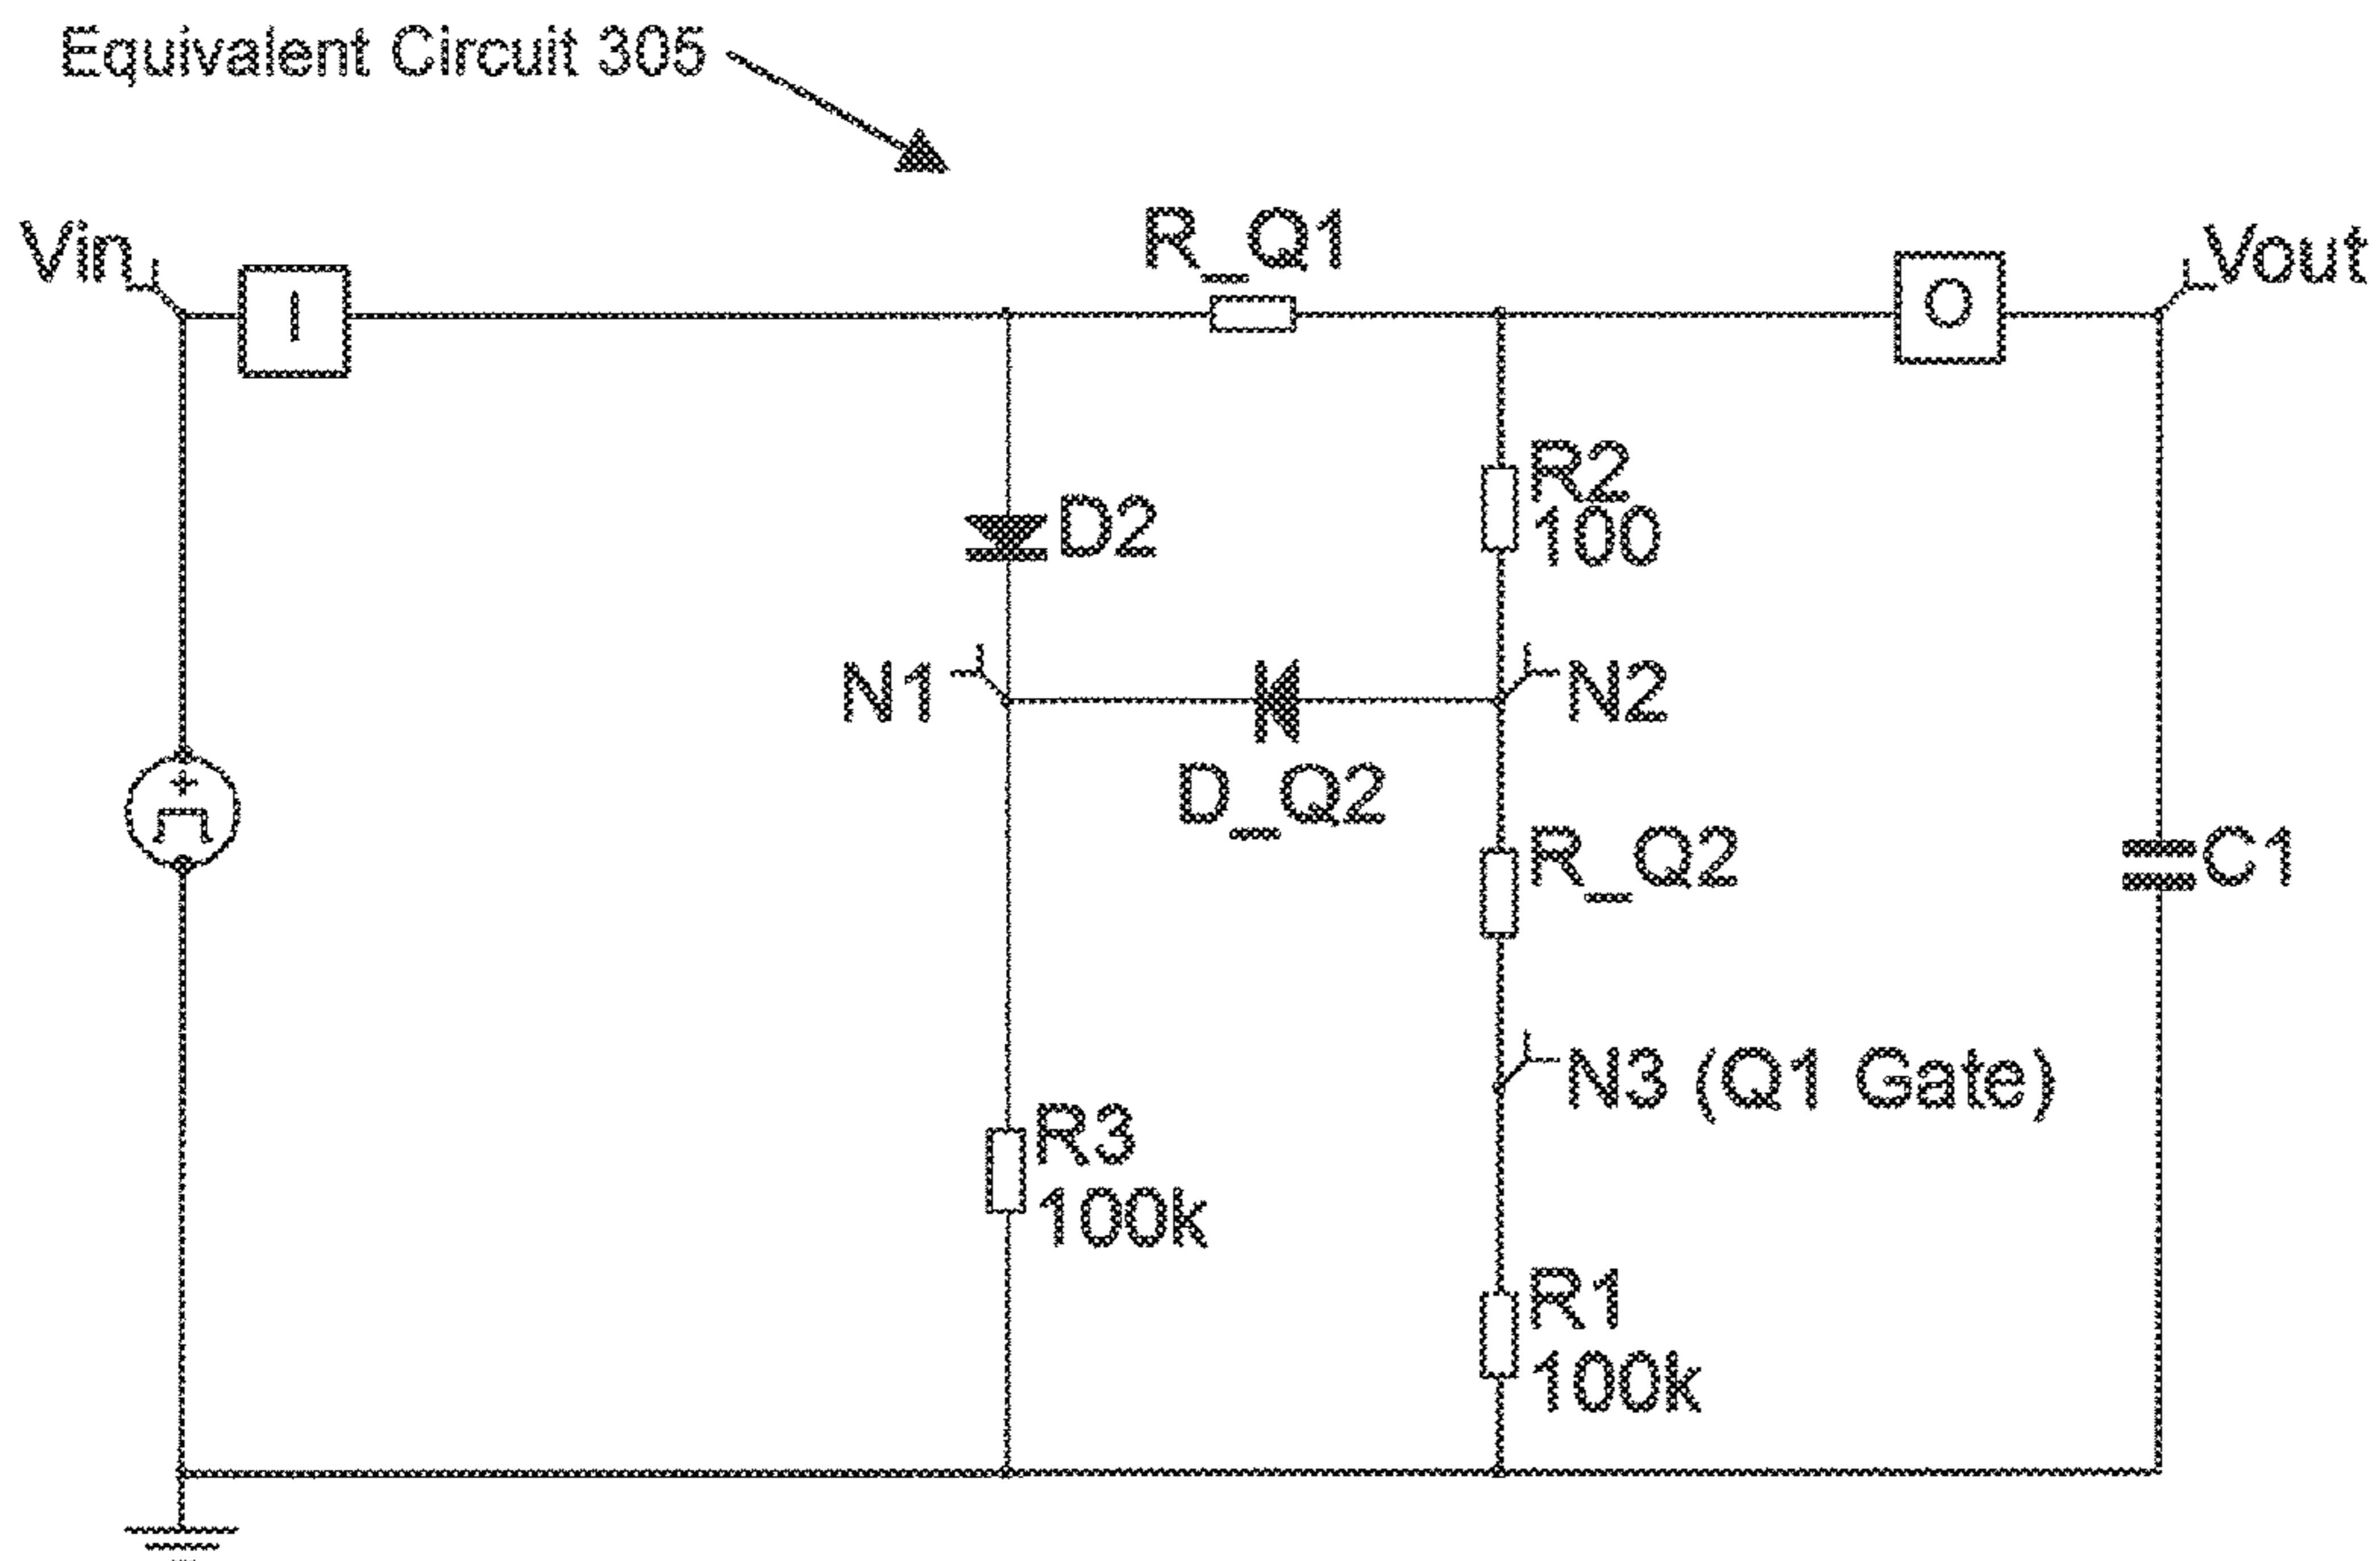 Equivalent Circuit 305
Vin
I
R_Q1
O
Vout
R2
100
D2
N1
N2
D_Q2
R_Q2
C1
N3 (Q1 Gate)
R3
100k
R1
100k
+